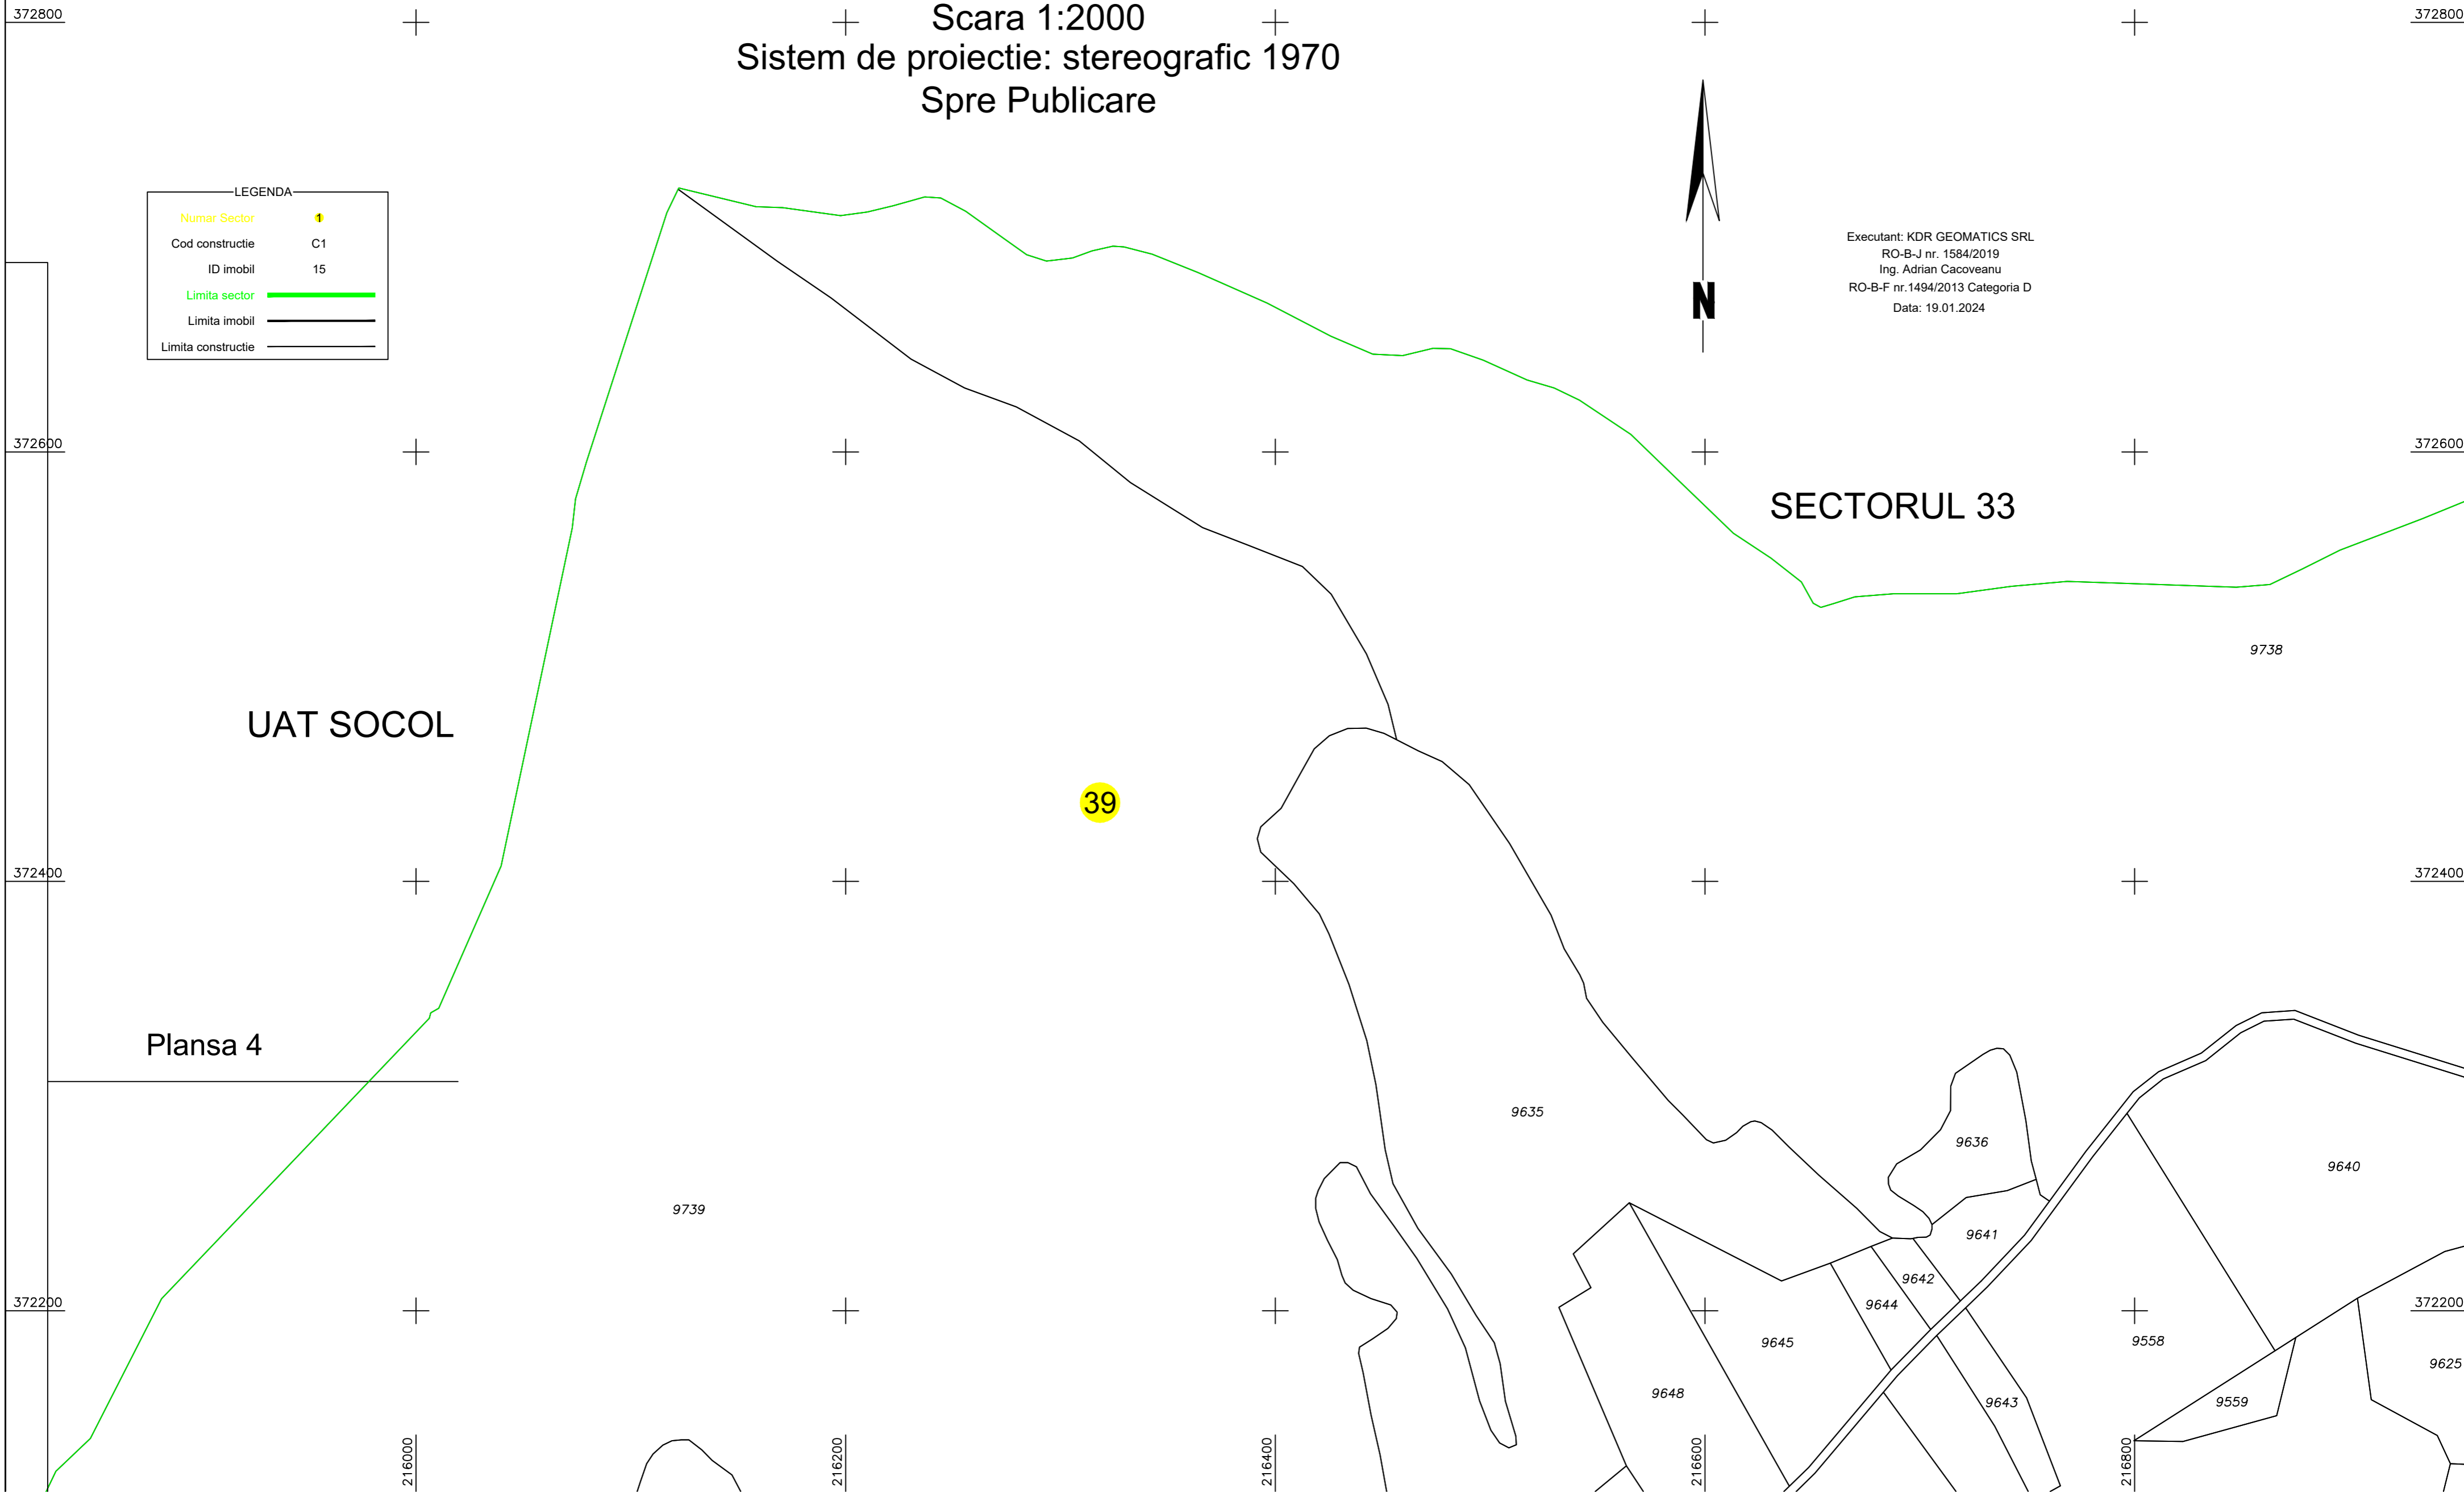 372800
Scara 1:2000
372800
Sistem de proiectie: stereografic 1970
Spre Publicare
LEGENDA
Numar Sector 1
Cod constructie C1
ID imobil 15
Limita sector
Limita imobil
Limita constructie
N
Executant: KDR GEOMATICS SRL
RO-B-J nr. 1584/2019
Ing. Adrian Cacoveanu
RO-B-F nr.1494/2013 Categoria D
Data: 19.01.2024
372600
372600
SECTORUL 33
9738
UAT SOCOL
39
372400
372400
Plansa 4
9635
9636
9640
9739
9641
9642
9644
372200
372200
9645
9558
9625
9648
9643
9559
216000
216200
216400
216600
216800